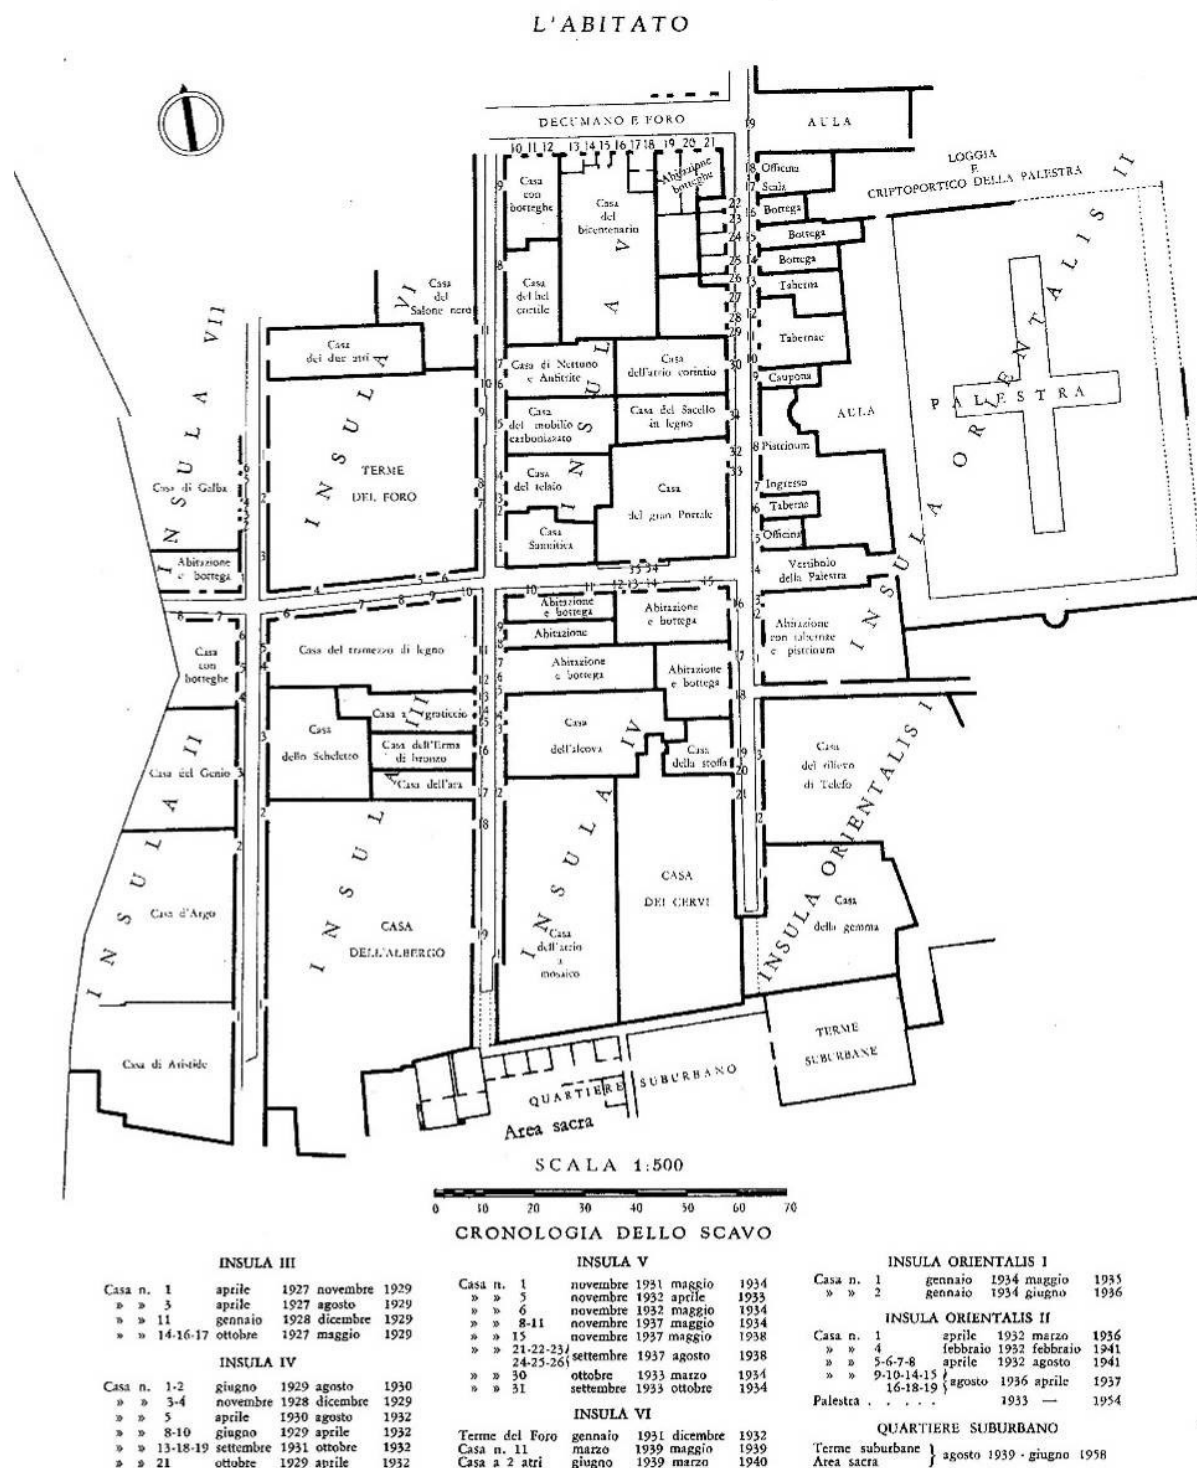 L'ABITATO
DECUMANO E FORO
AULA
LOGGIA
E
CRIPTOPORTICO DELLA PALESTRA
10 11 12 13 14 15 16 17 18 19 20 21
Casa
con
botteghe
Casa
del
bicentenario
Abitazione
botteghe
Officina
Scala
Bottega
Bottega
Bottega
Taberna
Tabernae
Caupona
AULA
Pistrinum
Ingresso
Taberna
Officina
Vestibolo
della Palestra
Abitazione
con tabernae
e pistrinum
PALESTRA
INSULA ORIENTALIS II
Casa
del
Salone nero
Casa
del bel
cortile
Casa
dei due atri
INSULA VII
INSULA VI
INSULA V
Casa di Nettuno
e Anfitrite
Casa
dell'atrio corintio
Casa
del mobilio
carbonizzato
Casa del Sacello
in legno
TERME
DEL FORO
Casa
del telaio
Casa
del gran Portale
Casa
Sannitica
Casa di Galba
Abitazione
e bottega
Abitazione
e bottega
Abitazione
Abitazione
e bottega
Abitazione
e bottega
Abitazione
e bottega
Casa
con
botteghe
Casa del tramezzo di legno
Casa a graticcio
Casa
dello Scheletro
Casa dell'Erma
di bronzo
Casa dell'ara
Casa
dell'alcova
Casa
della stoffa
Casa
del rilievo
di Telefo
INSULA II
INSULA III
INSULA IV
INSULA ORIENTALIS I
Casa del Genio
Casa d'Argo
CASA
DELL'ALBERGO
Casa
dell'atrio a
mosaico
CASA
DEI CERVI
Casa
della gemma
Casa di Aristide
TERME
SUBURBANE
QUARTIERE SUBURBANO
Area sacra
SCALA 1:500
0 10 20 30 40 50 60 70
CRONOLOGIA DELLO SCAVO
INSULA III
Casa n. 1 aprile 1927 novembre 1929
» » 3 aprile 1927 agosto 1929
» » 11 gennaio 1928 dicembre 1929
» » 14-16-17 ottobre 1927 maggio 1929
INSULA IV
Casa n. 1-2 giugno 1929 agosto 1930
» » 3-4 novembre 1928 dicembre 1929
» » 5 aprile 1930 agosto 1932
» » 8-10 giugno 1929 aprile 1932
» » 13-18-19 settembre 1931 ottobre 1932
» » 21 ottobre 1929 aprile 1932
INSULA V
Casa n. 1 novembre 1931 maggio 1934
» » 5 novembre 1932 aprile 1933
» » 6 novembre 1932 maggio 1934
» » 8-11 novembre 1937 maggio 1934
» » 15 novembre 1937 maggio 1938
» » 21-22-23
24-25-26 } settembre 1937 agosto 1938
» » 30 ottobre 1933 marzo 1934
» » 31 settembre 1933 ottobre 1934
INSULA VI
Terme del Foro gennaio 1931 dicembre 1932
Casa n. 11 marzo 1939 maggio 1939
Casa a 2 atri giugno 1939 marzo 1940
INSULA ORIENTALIS I
Casa n. 1 gennaio 1934 maggio 1935
» » 2 gennaio 1934 giugno 1936
INSULA ORIENTALIS II
Casa n. 1 aprile 1932 marzo 1936
» » 4 febbraio 1932 febbraio 1941
» » 5-6-7-8 aprile 1932 agosto 1941
» » 9-10-14-15
16-18-19 } agosto 1936 aprile 1937
Palestra . . . . . 1933 — 1954
QUARTIERE SUBURBANO
Terme suburbane
Area sacra } agosto 1939 - giugno 1958